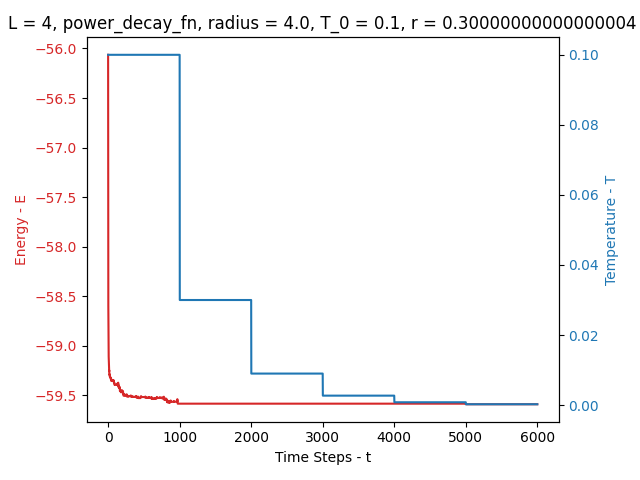 L = 4, power_decay_fn, radius = 4.0, T_0 = 0.1, r = 0.30000000000000004
−56.0
−56.5
−57.0
−57.5
−58.0
−58.5
−59.0
−59.5
Energy - E
0.10
0.08
0.06
0.04
0.02
0.00
Temperature - T
0 1000 2000 3000 4000 5000 6000
Time Steps - t